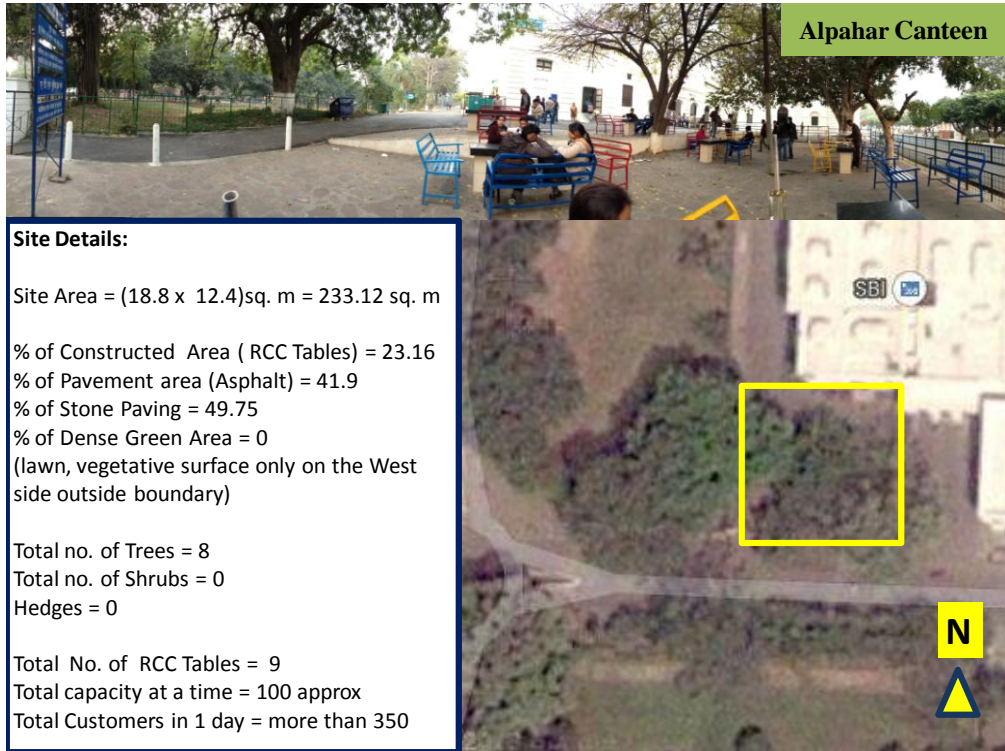 Alpahar Canteen
Site Details:
Site Area = (18.8 x 12.4)sq. m = 233.12 sq. m
% of Constructed Area ( RCC Tables) = 23.16
% of Pavement area (Asphalt) = 41.9
% of Stone Paving = 49.75
% of Dense Green Area = 0
(lawn, vegetative surface only on the West
side outside boundary)
Total no. of Trees = 8
Total no. of Shrubs = 0
Hedges = 0
Total No. of RCC Tables = 9
Total capacity at a time = 100 approx
Total Customers in 1 day = more than 350
SBI
N